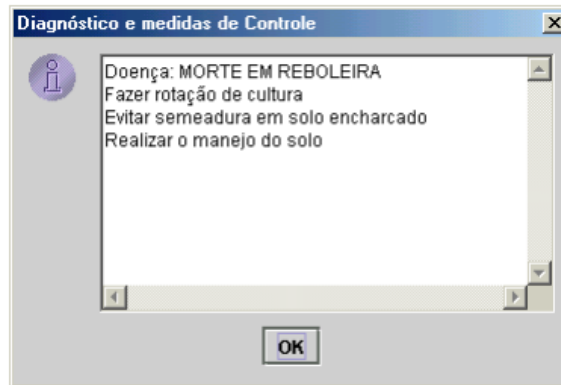 Diagnóstico e medidas de Controle
Doença: MORTE EM REBOLEIRA
Fazer rotação de cultura
Evitar semeadura em solo encharcado
Realizar o manejo do solo
OK